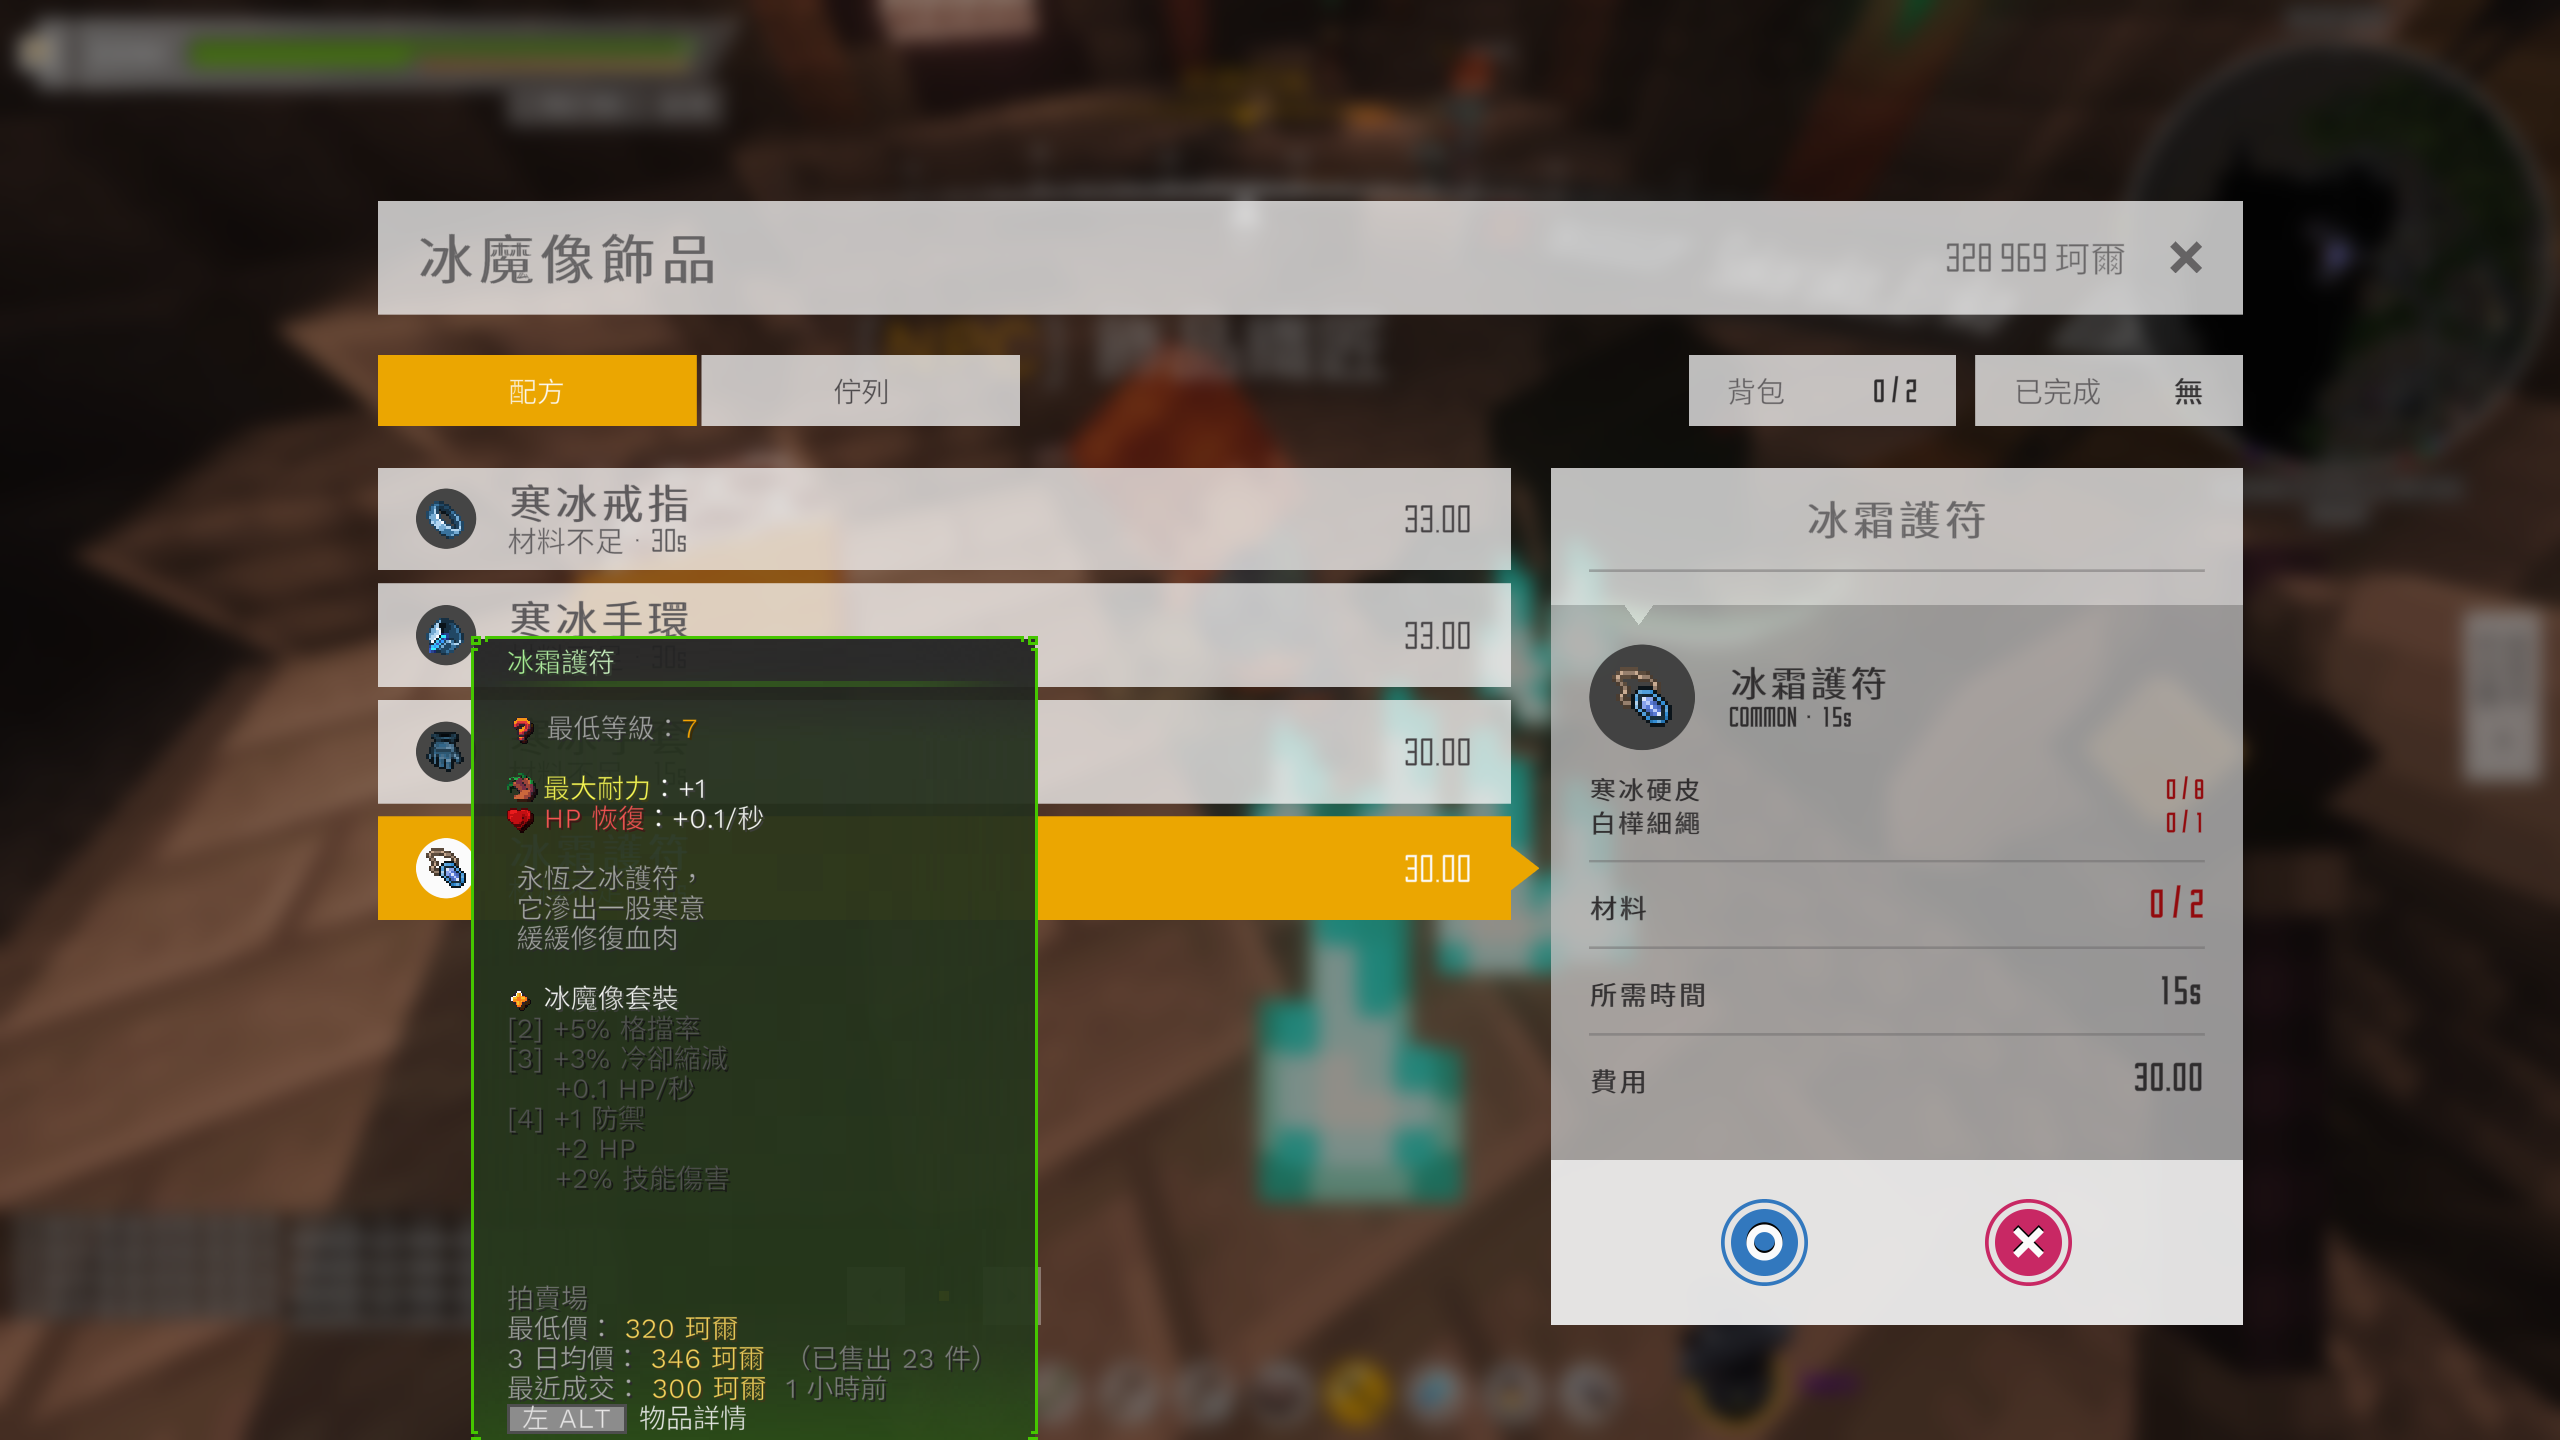 冰魔像飾品
328 969 珂爾
配方
佇列
背包 0/2
已完成 無
寒冰戒指
材料不足 · 30s
33.00
寒冰手環
33.00
30.00
30.00
冰霜護符
最低等級：7
最大耐力：+1
HP 恢復：+0.1/秒
永恆之冰護符，
它滲出一股寒意
緩緩修復血肉
冰魔像套裝
[2] +5% 格擋率
[3] +3% 冷卻縮減
+0.1 HP/秒
[4] +1 防禦
+2 HP
+2% 技能傷害
拍賣場
最低價： 320 珂爾
3 日均價： 346 珂爾 （已售出 23 件）
最近成交： 300 珂爾 1 小時前
左 ALT 物品詳情
冰霜護符
冰霜護符
COMMON · 15s
寒冰硬皮 0/8
白樺細繩 0/1
材料 0/2
所需時間 15s
費用 30.00